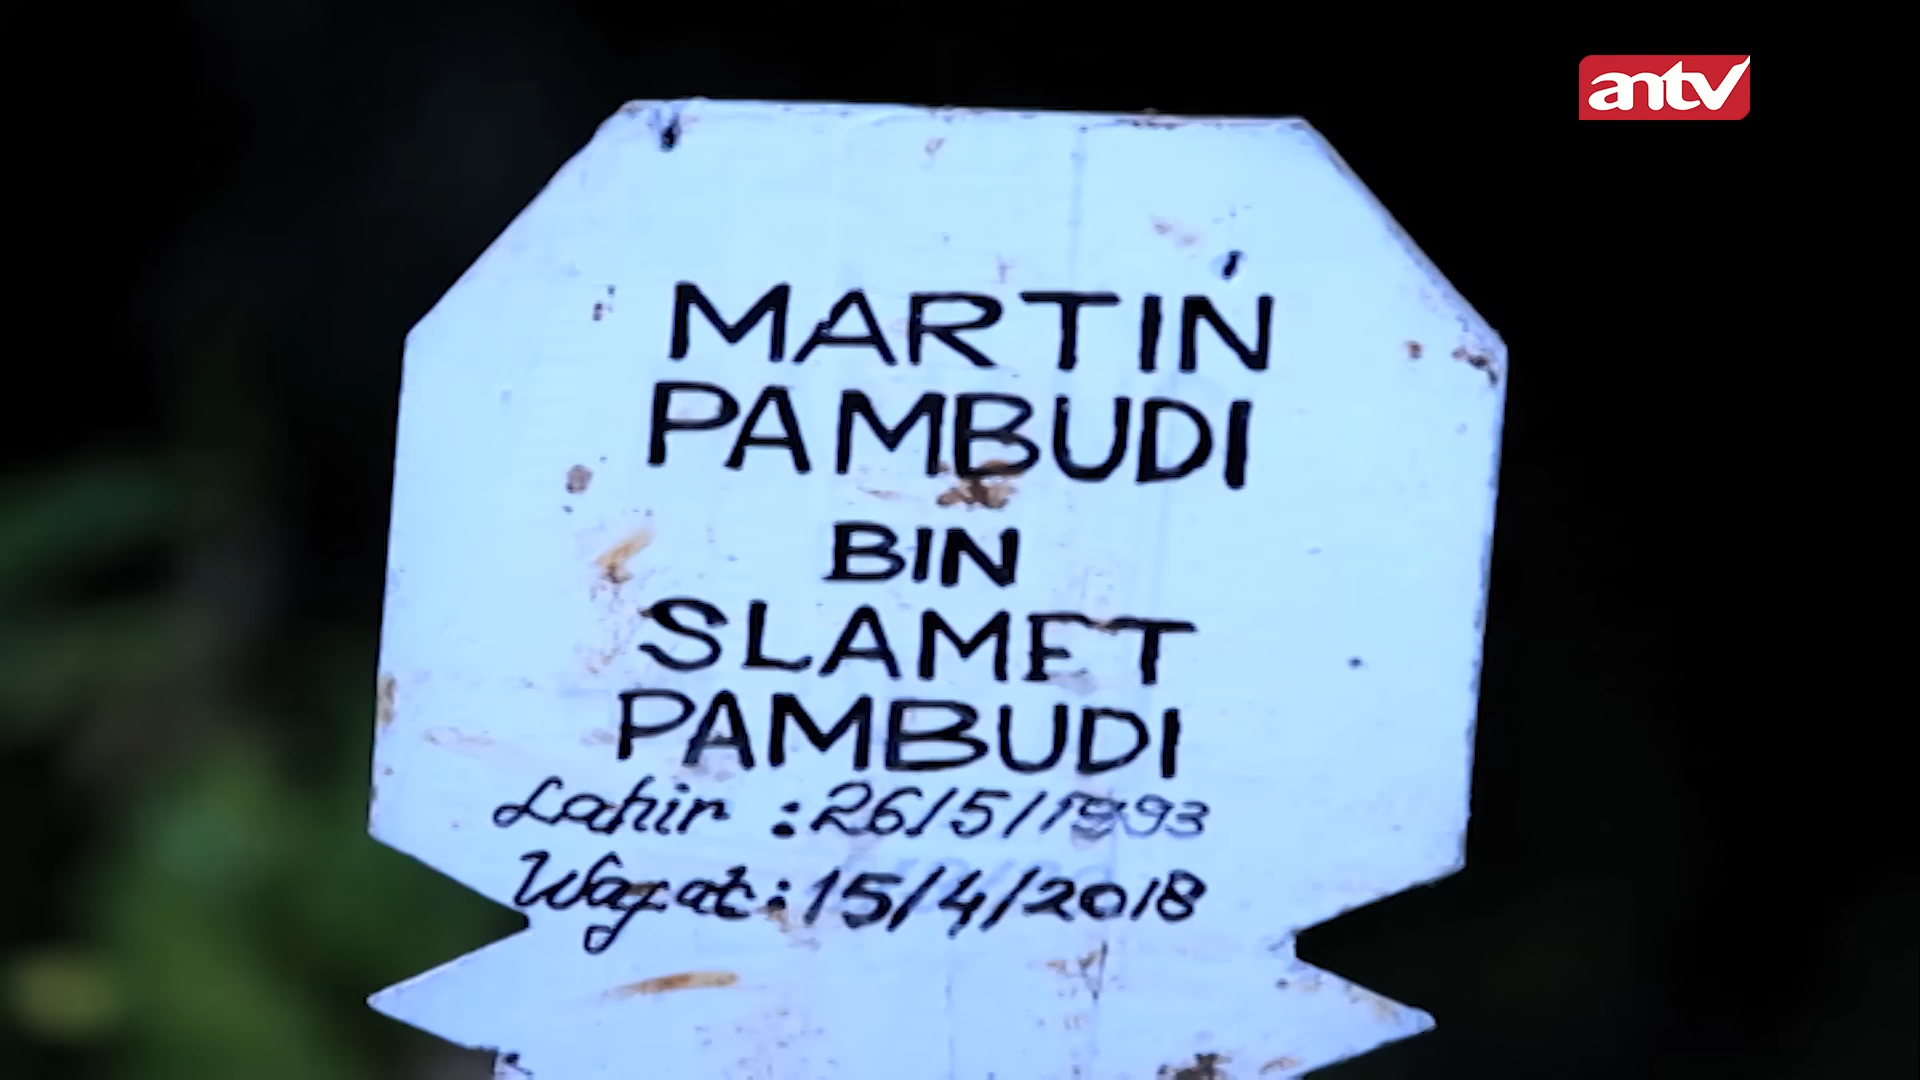 antv
MARTIN
PAMBUDI
BIN
SLAMET
PAMBUDI
Lahir : 26/5/1993
Wafat : 15/4/2018